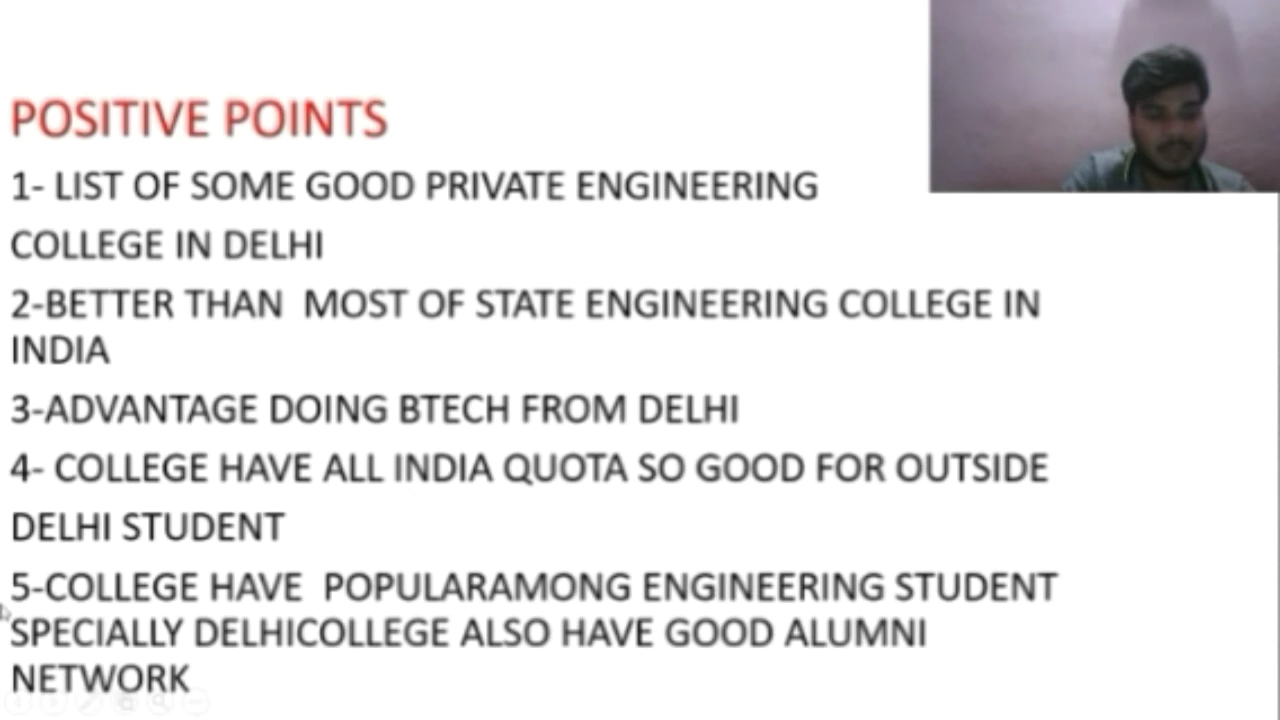 POSITIVE POINTS
1- LIST OF SOME GOOD PRIVATE ENGINEERING
COLLEGE IN DELHI
2-BETTER THAN  MOST OF STATE ENGINEERING COLLEGE IN
INDIA
3-ADVANTAGE DOING BTECH FROM DELHI
4- COLLEGE HAVE ALL INDIA QUOTA SO GOOD FOR OUTSIDE
DELHI STUDENT
5-COLLEGE HAVE  POPULARAMONG ENGINEERING STUDENT
SPECIALLY DELHICOLLEGE ALSO HAVE GOOD ALUMNI
NETWORK